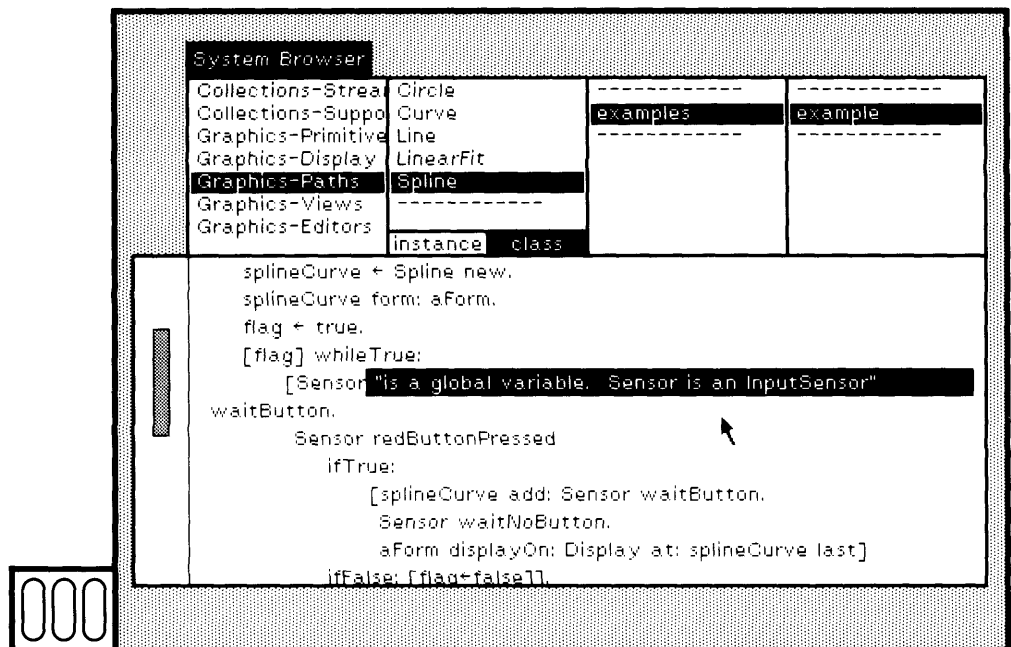 System Browser
Collections-Strea
Collections-Suppo
Graphics-Primitive
Graphics-Display
Graphics-Paths
Graphics-Views
Graphics-Editors
Circle
Curve
Line
LinearFit
Spline
------------
instance class
------------
examples
------------
------------
example
------------
splineCurve ← Spline new.
splineCurve form: aForm.
flag ← true.
[flag] whileTrue:
[Sensor "is a global variable. Sensor is an InputSensor"
waitButton.
Sensor redButtonPressed
ifTrue:
[splineCurve add: Sensor waitButton.
Sensor waitNoButton.
aForm displayOn: Display at: splineCurve last]
ifFalse: [flag←false]].